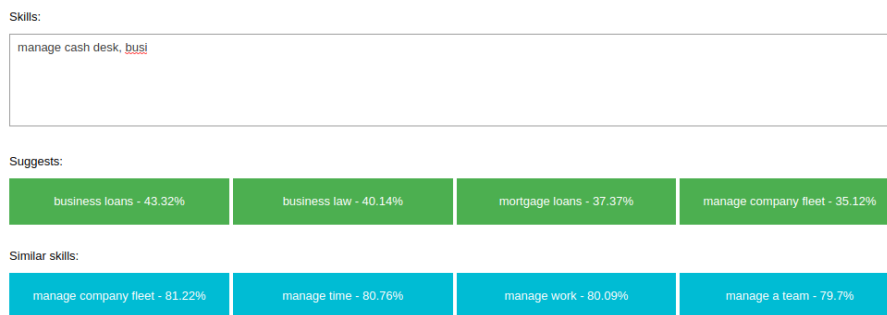 Skills:
manage cash desk, busi
Suggests:
business loans - 43.32% business law - 40.14% mortgage loans - 37.37% manage company fleet - 35.12%
Similar skills:
manage company fleet - 81.22% manage time - 80.76% manage work - 80.09% manage a team - 79.7%